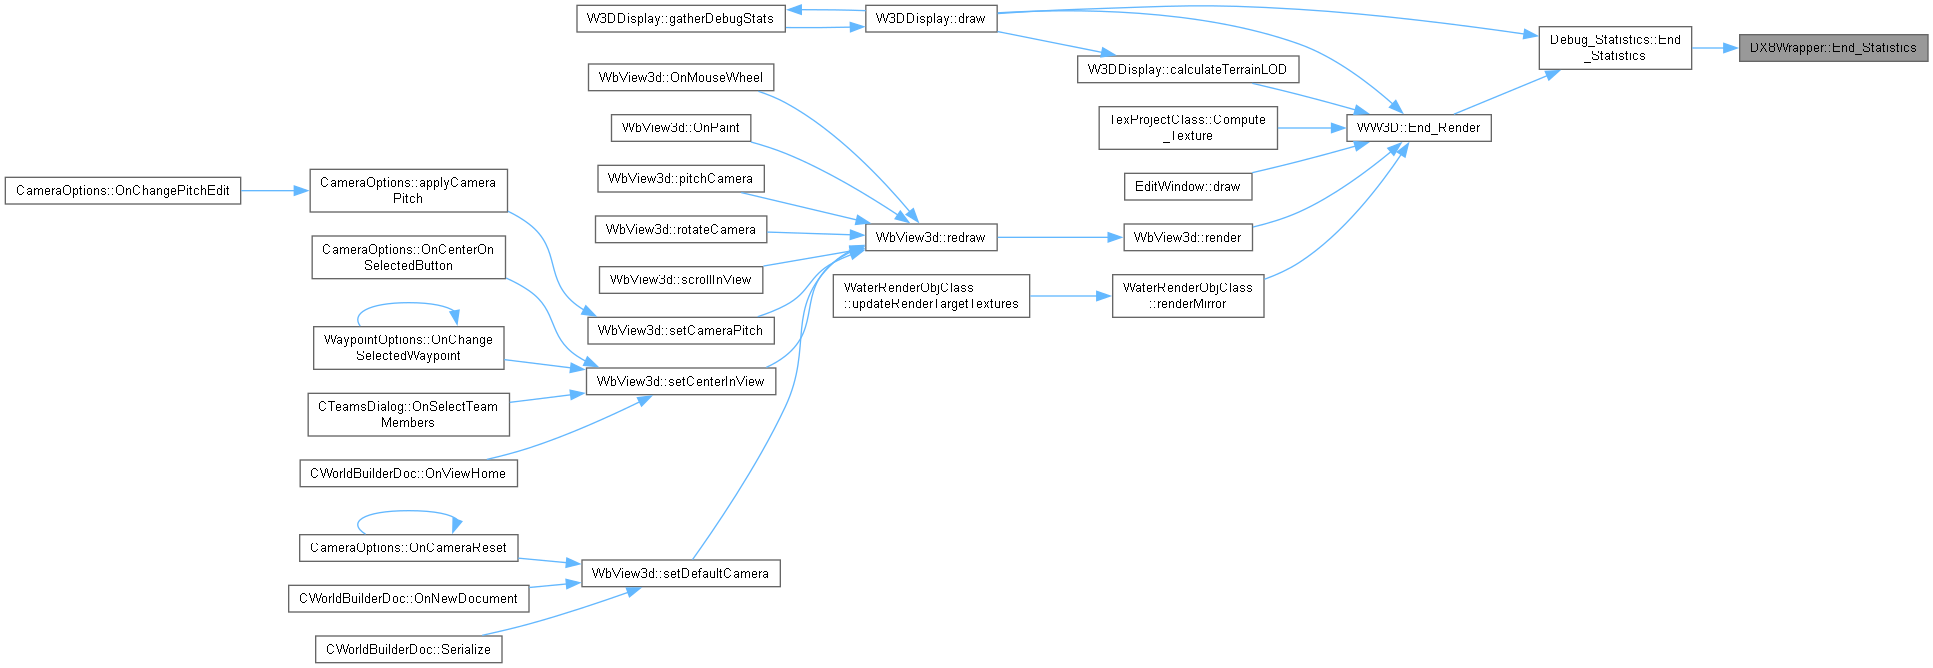 W3DDisplay::gatherDebugStats
W3DDisplay::draw
Debug_Statistics::End
_Statistics
DX8Wrapper::End_Statistics
WbView3d::OnMouseWheel
W3DDisplay::calculateTerrainLOD
WbView3d::OnPaint
TexProjectClass::Compute
_Texture
WW3D::End_Render
CameraOptions::OnChangePitchEdit
CameraOptions::applyCamera
Pitch
WbView3d::pitchCamera
EditWindow::draw
WbView3d::rotateCamera
WbView3d::redraw
WbView3d::render
CameraOptions::OnCenterOn
SelectedButton
WbView3d::scrollInView
WaterRenderObjClass
::updateRenderTargetTextures
WaterRenderObjClass
::renderMirror
WbView3d::setCameraPitch
WaypointOptions::OnChange
SelectedWaypoint
WbView3d::setCenterInView
CTeamsDialog::OnSelectTeam
Members
CWorldBuilderDoc::OnViewHome
CameraOptions::OnCameraReset
WbView3d::setDefaultCamera
CWorldBuilderDoc::OnNewDocument
CWorldBuilderDoc::Serialize